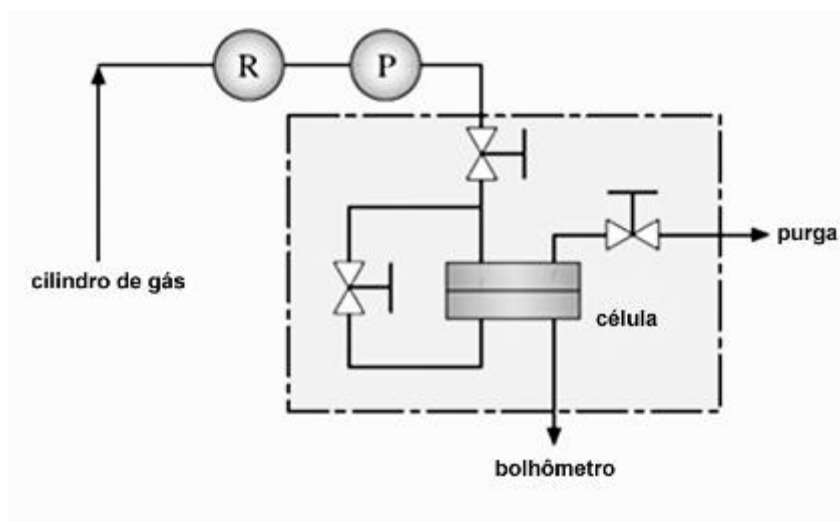 R
P
purga
cilindro de gás
célula
bolhômetro